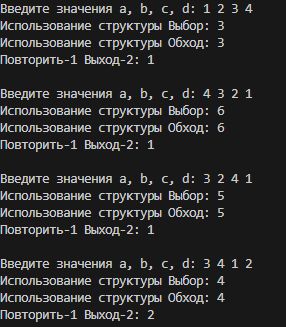 Введите значения a, b, c, d: 1 2 3 4
Использование структуры Выбор: 3
Использование структуры Обход: 3
Повторить-1 Выход-2: 1
Введите значения a, b, c, d: 4 3 2 1
Использование структуры Выбор: 6
Использование структуры Обход: 6
Повторить-1 Выход-2: 1
Введите значения a, b, c, d: 3 2 4 1
Использование структуры Выбор: 5
Использование структуры Обход: 5
Повторить-1 Выход-2: 1
Введите значения a, b, c, d: 3 4 1 2
Использование структуры Выбор: 4
Использование структуры Обход: 4
Повторить-1 Выход-2: 2